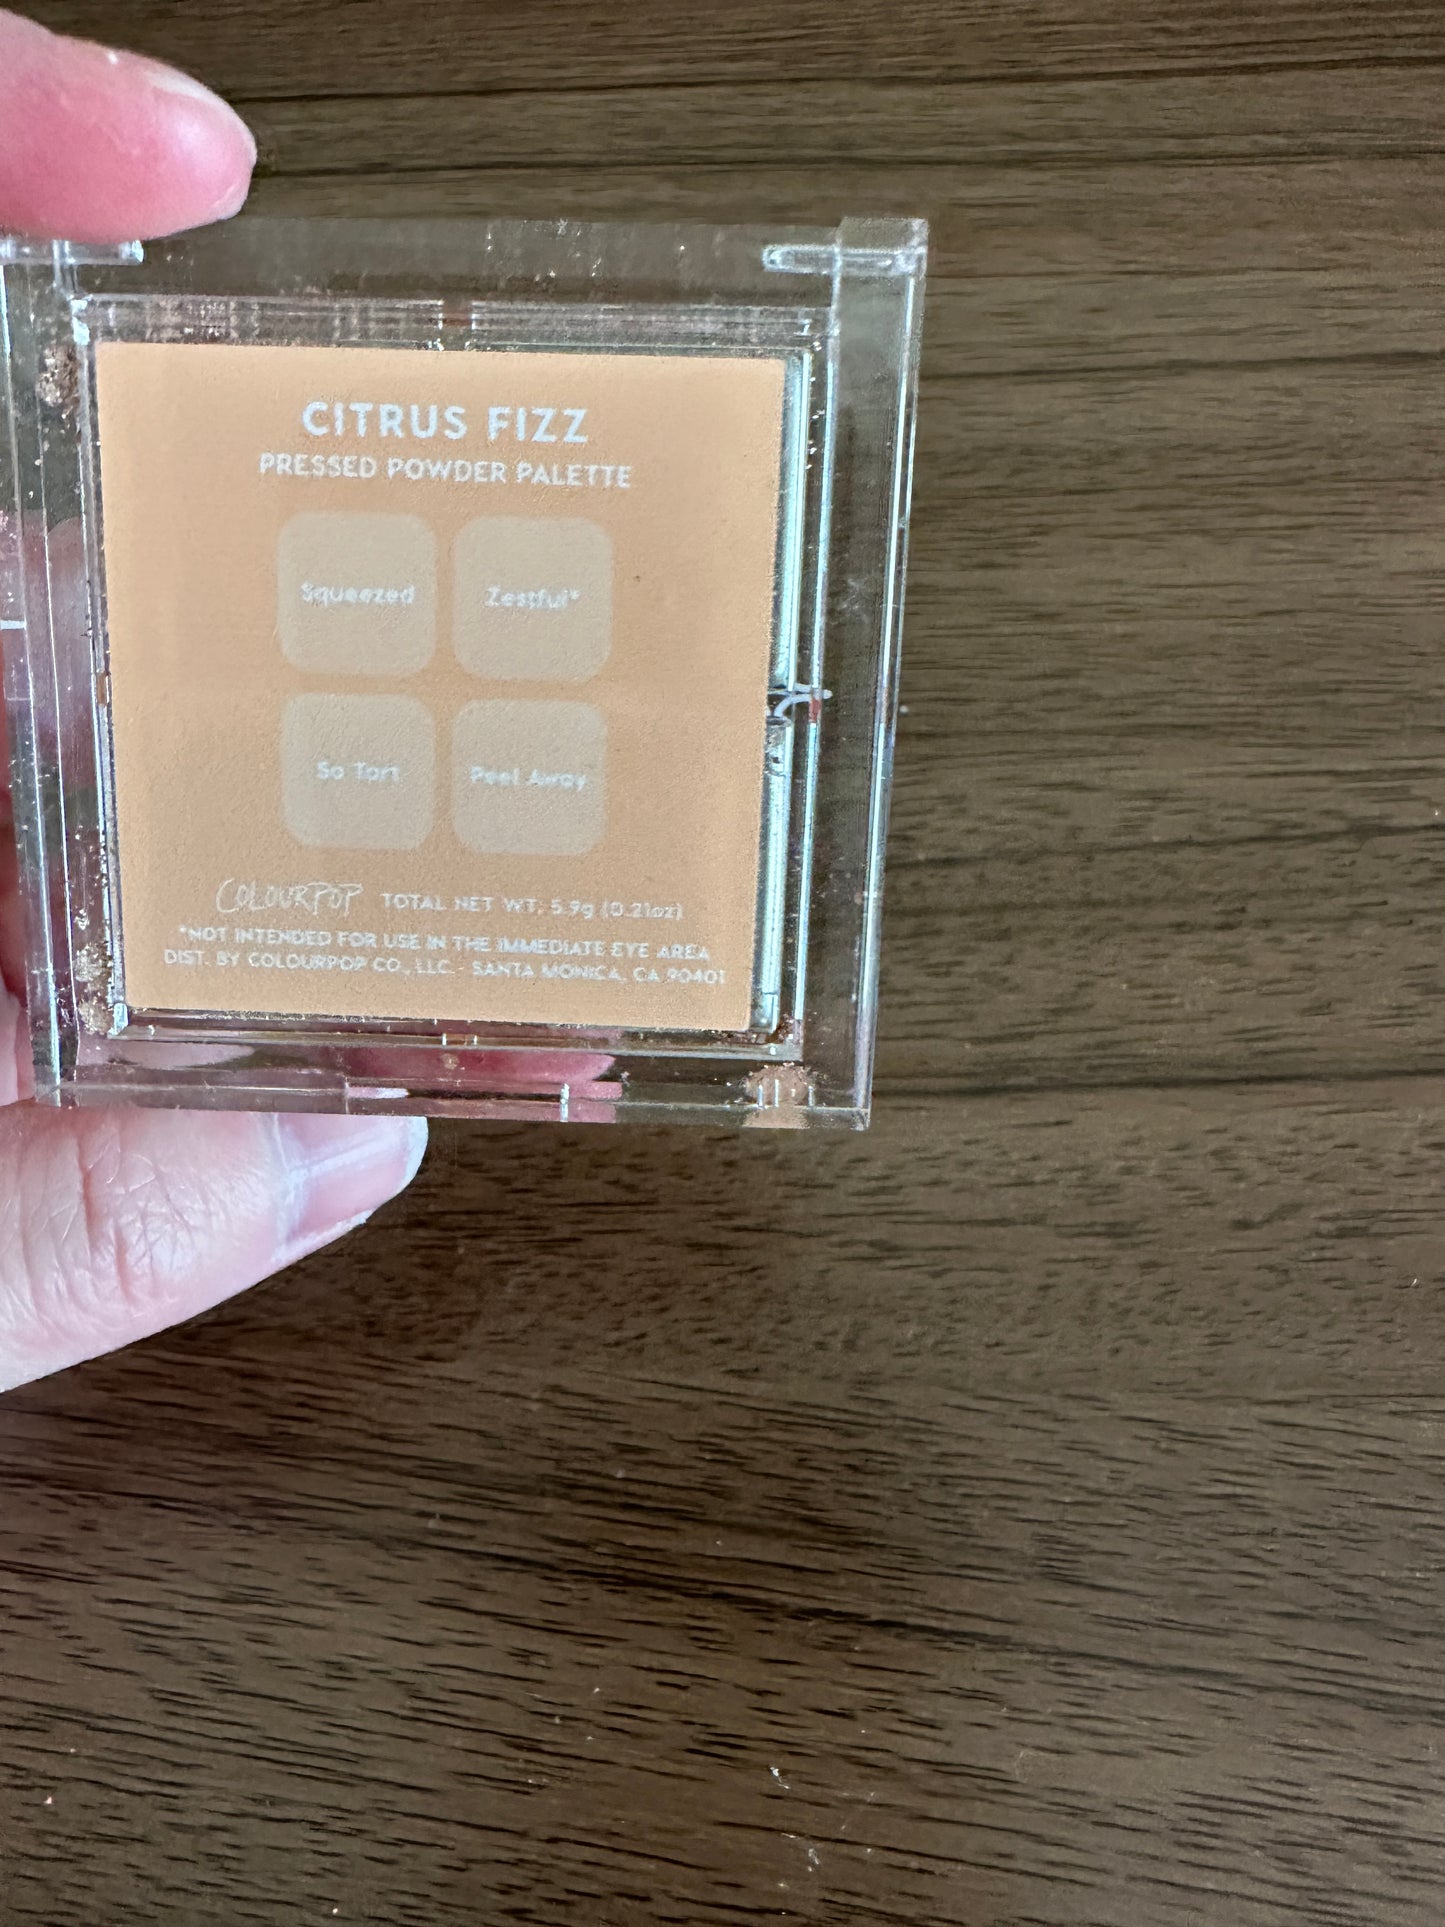 CITRUS FIZZ
PRESSED POWDER PALETTE
Squeezed Zestful*
So Tart Peel Away
COLOURPOP TOTAL NET WT. 5.9g (0.21oz)
*NOT INTENDED FOR USE IN THE IMMEDIATE EYE AREA
DIST. BY COLOURPOP CO., LLC. - SANTA MONICA, CA 90401